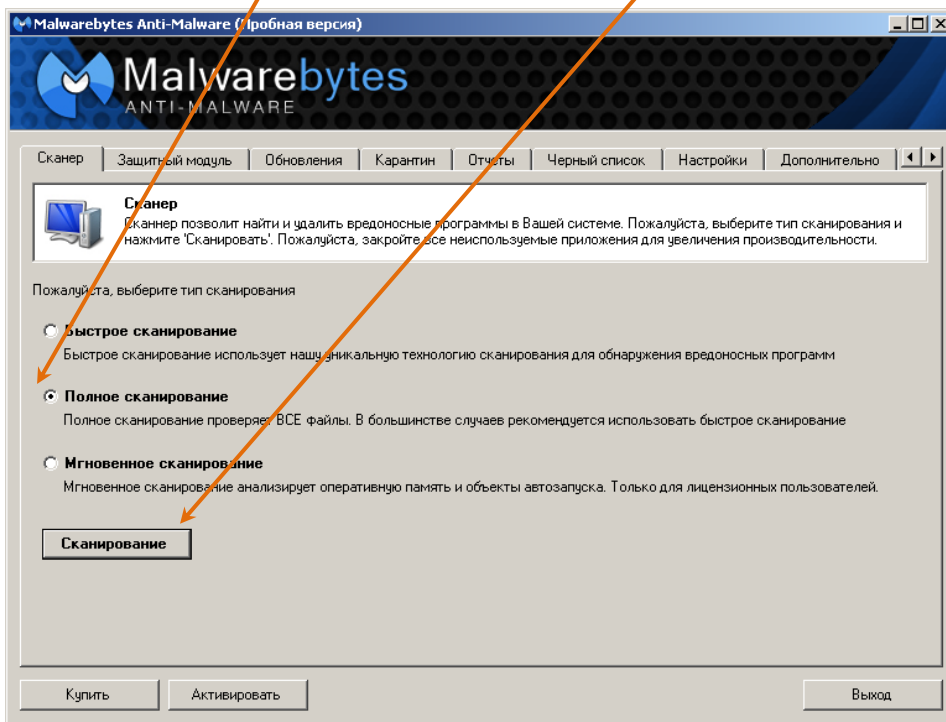 Malwarebytes Anti-Malware (Пробная версия)
Malwarebytes
ANTI-MALWARE
Сканер Защитный модуль Обновления Карантин Отчеты Черный список Настройки Дополнительно
Сканер
Сканнер позволит найти и удалить вредоносные программы в Вашей системе. Пожалуйста, выберите тип сканирования и
нажмите 'Сканировать'. Пожалуйста, закройте все неиспользуемые приложения для увеличения производительности.
Пожалуйста, выберите тип сканирования
Быстрое сканирование
Быстрое сканирование использует нашу уникальную технологию сканирования для обнаружения вредоносных программ
Полное сканирование
Полное сканирование проверяет ВСЕ файлы. В большинстве случаев рекомендуется использовать быстрое сканирование
Мгновенное сканирование
Мгновенное сканирование анализирует оперативную память и объекты автозапуска. Только для лицензионных пользователей.
Сканирование
Купить Активировать Выход